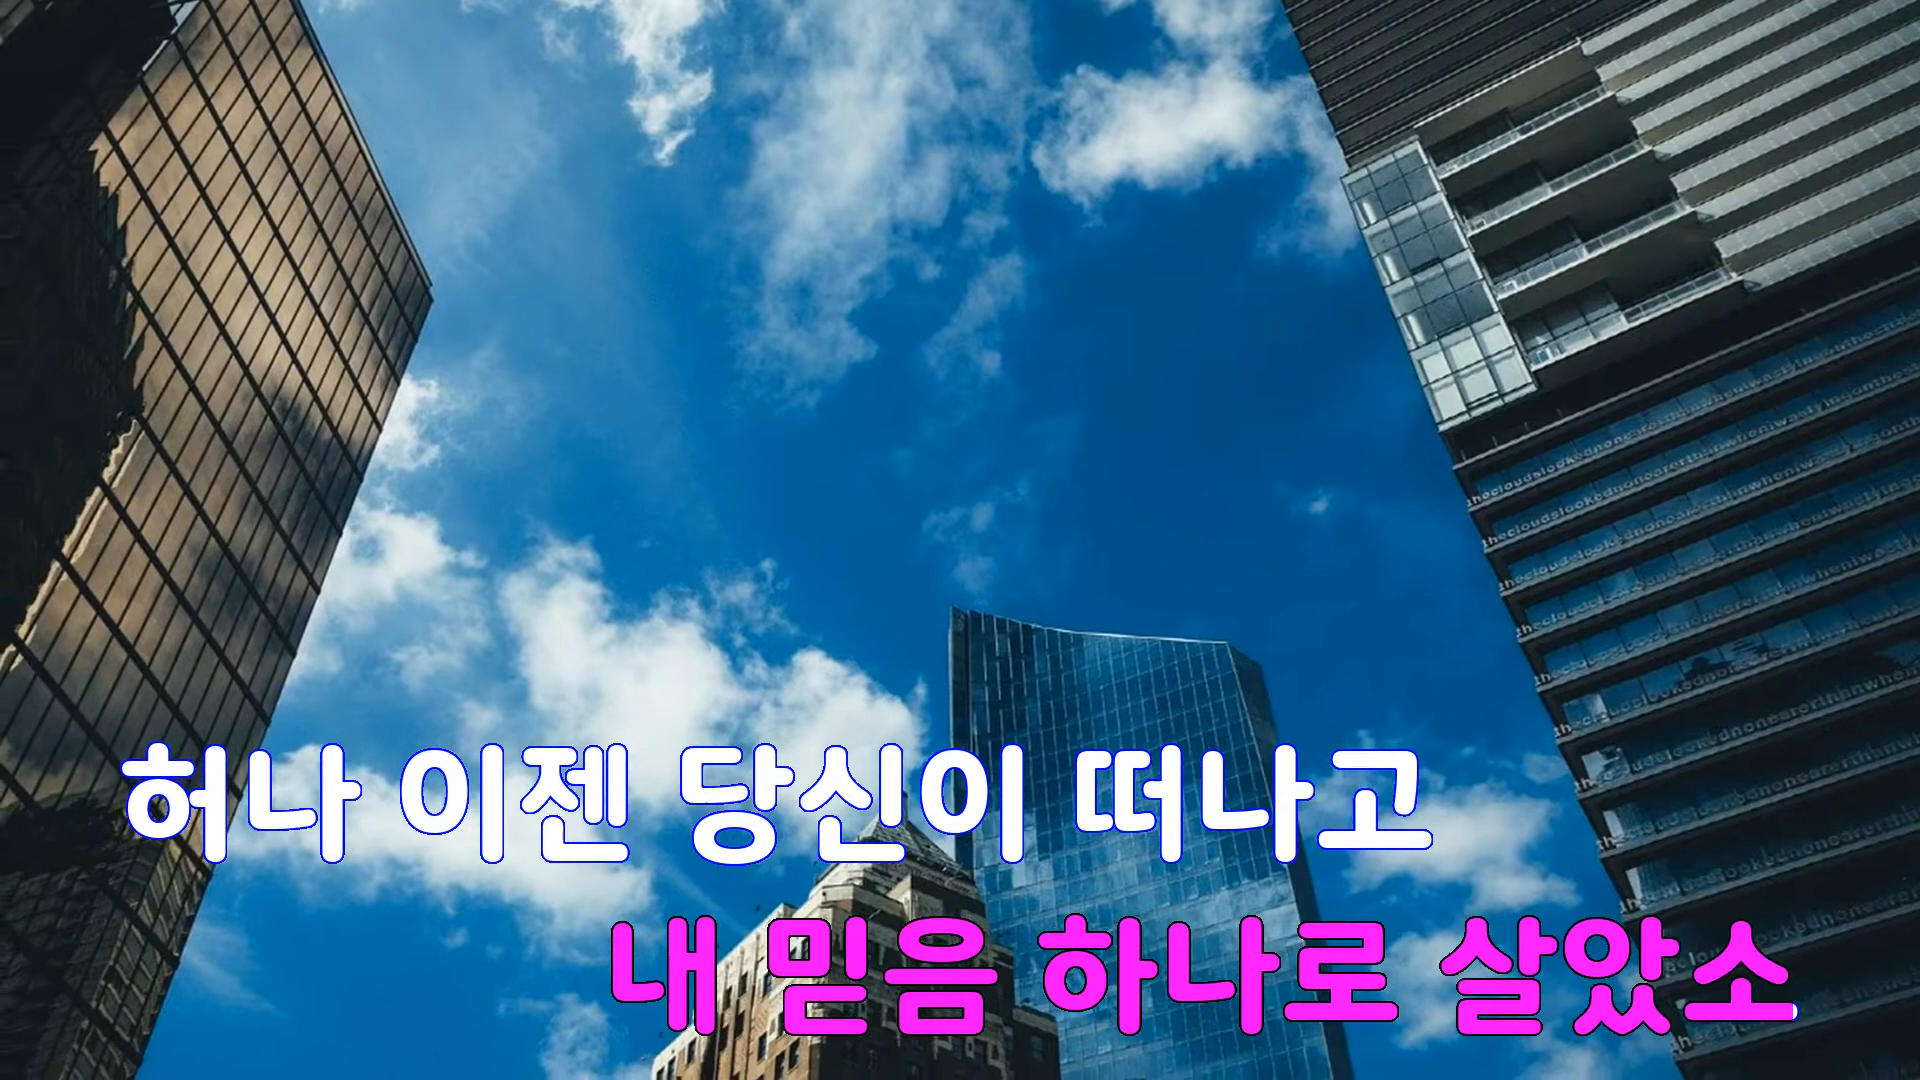 허나 이젠 당신이 떠나고
내 믿음 하나로 살았소